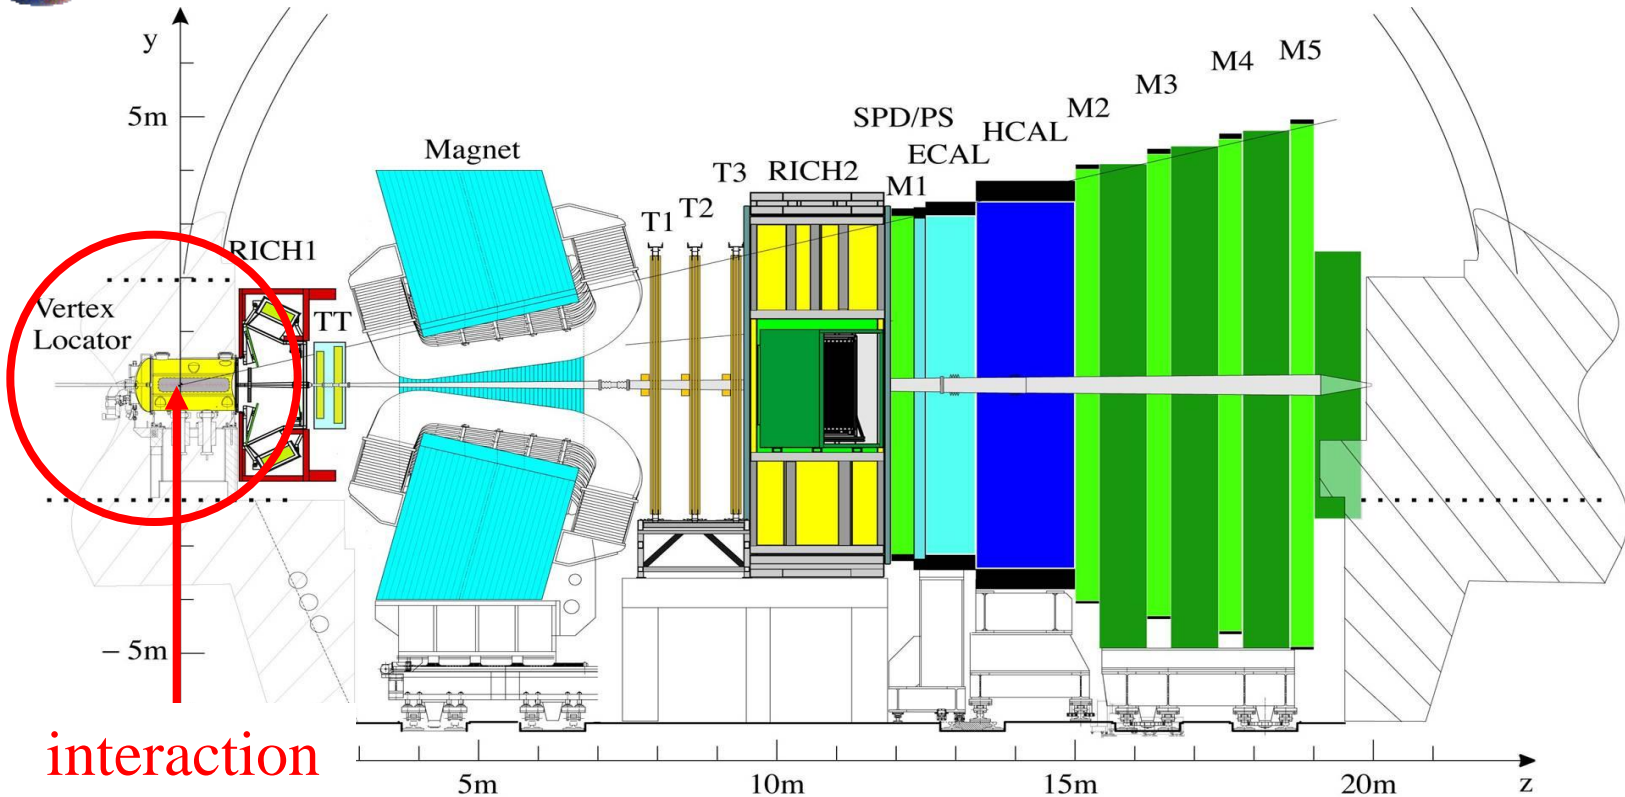 y
5m
M5
M4
M3
M2
SPD/PS
HCAL
ECAL
Magnet
T3
RICH2
M1
T2
T1
RICH1
Vertex
Locator
TT
– 5m
interaction
5m
10m
15m
20m
z